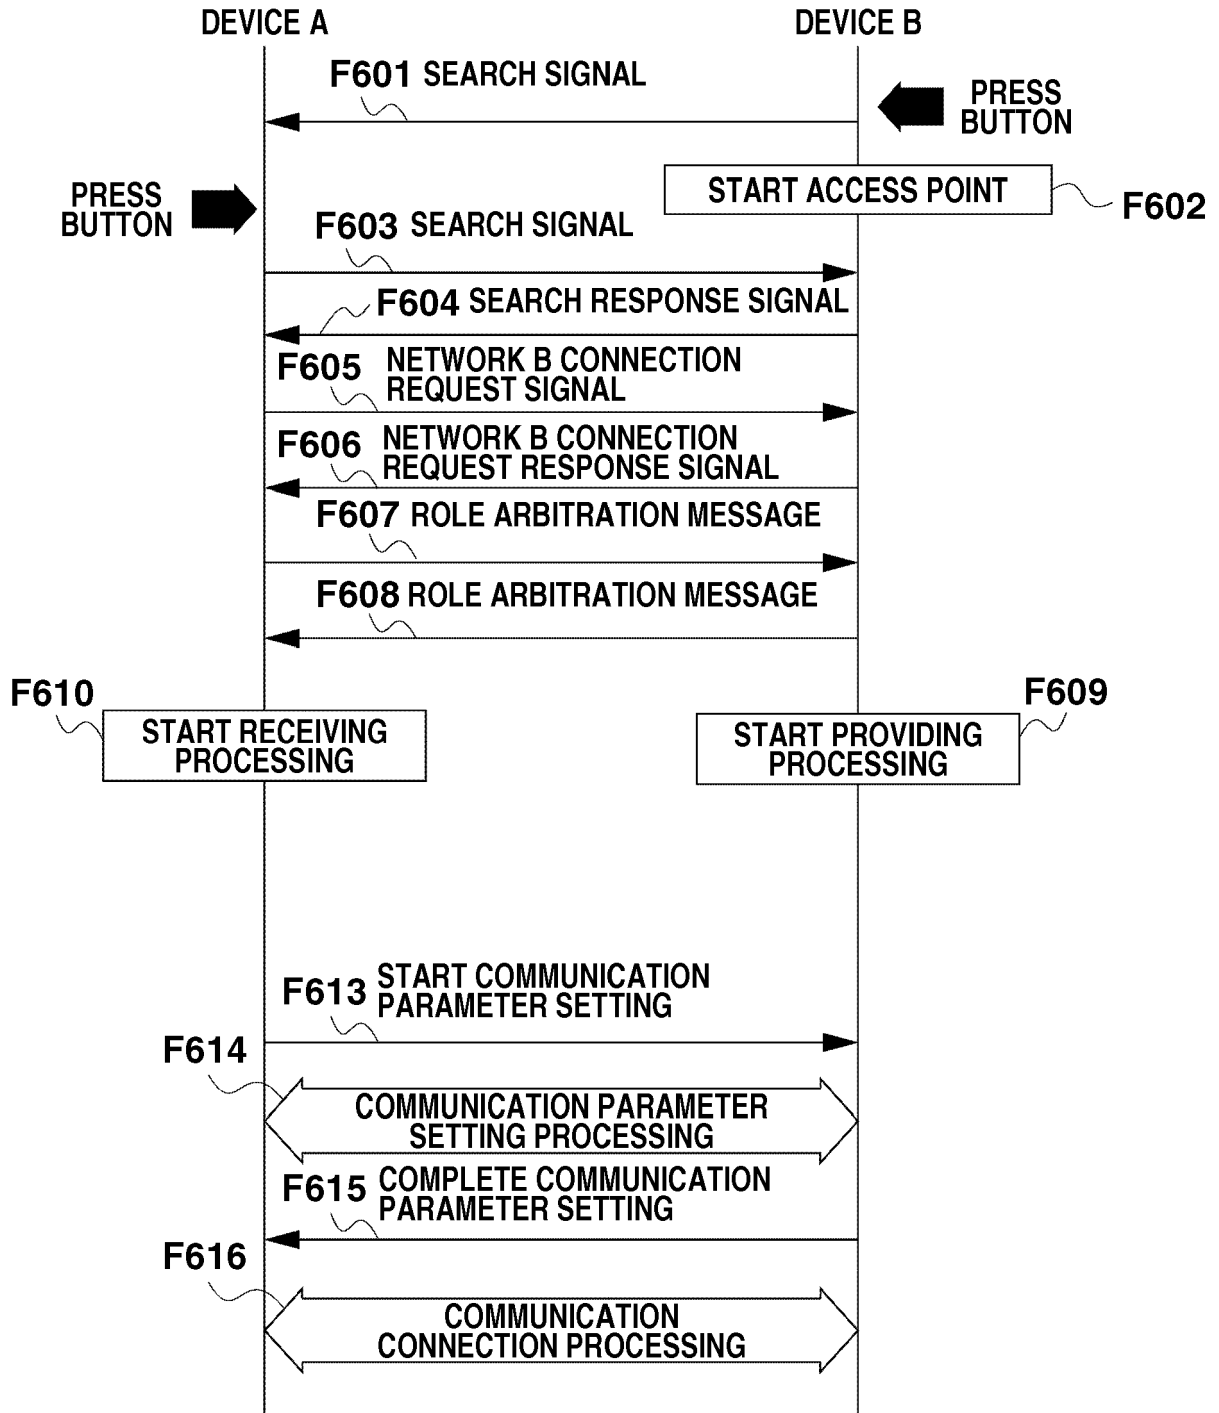 DEVICE A
DEVICE B
F601 SEARCH SIGNAL
PRESS
BUTTON
START ACCESS POINT
F602
PRESS
BUTTON
F603 SEARCH SIGNAL
F604 SEARCH RESPONSE SIGNAL
F605 NETWORK B CONNECTION
REQUEST SIGNAL
F606 NETWORK B CONNECTION
REQUEST RESPONSE SIGNAL
F607 ROLE ARBITRATION MESSAGE
F608 ROLE ARBITRATION MESSAGE
F610
START RECEIVING
PROCESSING
F609
START PROVIDING
PROCESSING
F613 START COMMUNICATION
PARAMETER SETTING
F614
COMMUNICATION PARAMETER
SETTING PROCESSING
F615 COMPLETE COMMUNICATION
PARAMETER SETTING
F616
COMMUNICATION
CONNECTION PROCESSING